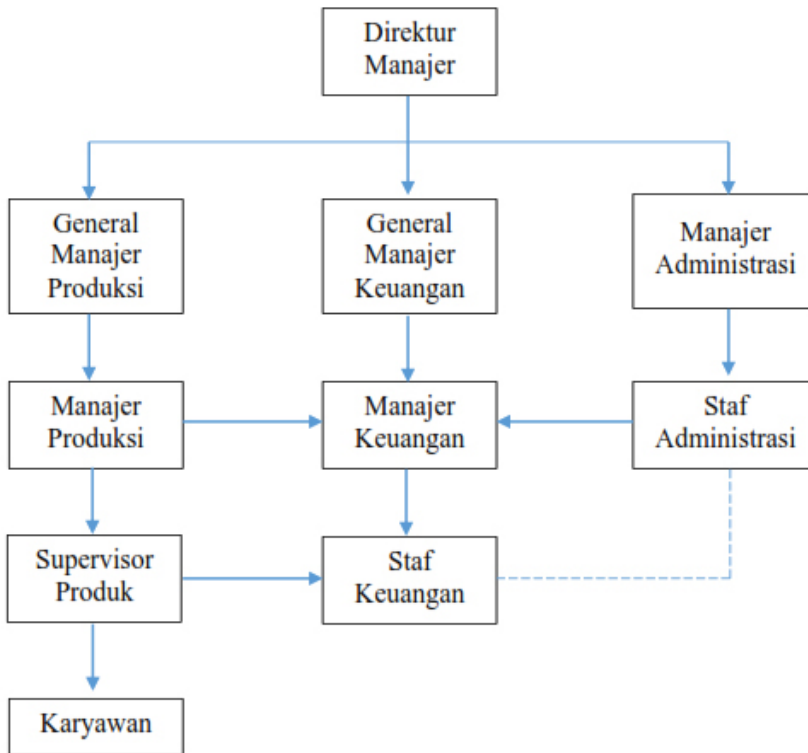 Direktur
Manajer
General
Manajer
Produksi
General
Manajer
Keuangan
Manajer
Administrasi
Manajer
Produksi
Manajer
Keuangan
Staf
Administrasi
Supervisor
Produk
Staf
Keuangan
Karyawan